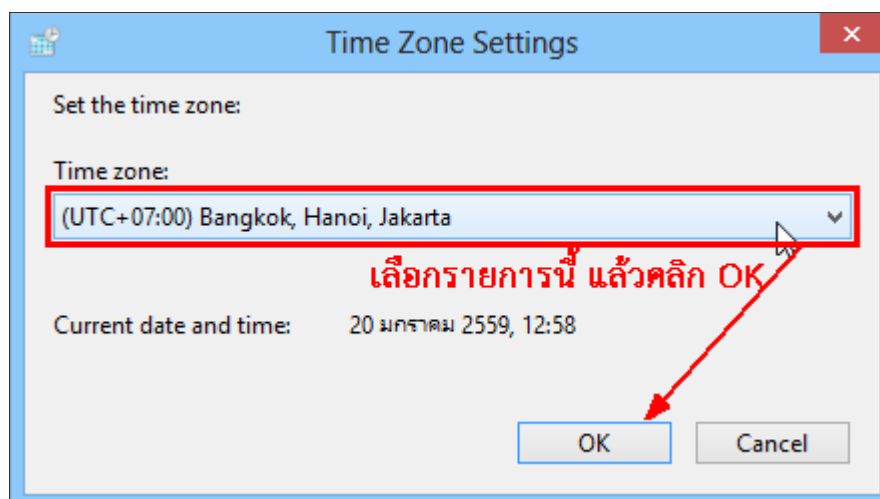 Time Zone Settings
Set the time zone:
Time zone:
(UTC+07:00) Bangkok, Hanoi, Jakarta
เลือกรายการนี้ แล้วคลิก OK
Current date and time: 20 มกราคม 2559, 12:58
OK Cancel